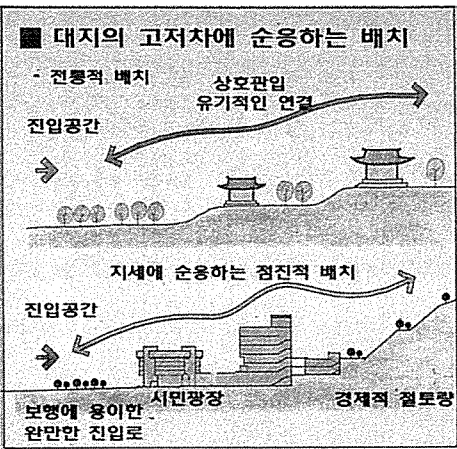 ■ 대지의 고저차에 순응하는 배치
- 전통적 배치
상호관입
유기적인 연결
진입공간
지세에 순응하는 점진적 배치
진입공간
시민광장
경제적 절토량
보행에 용이한
완만한 진입로